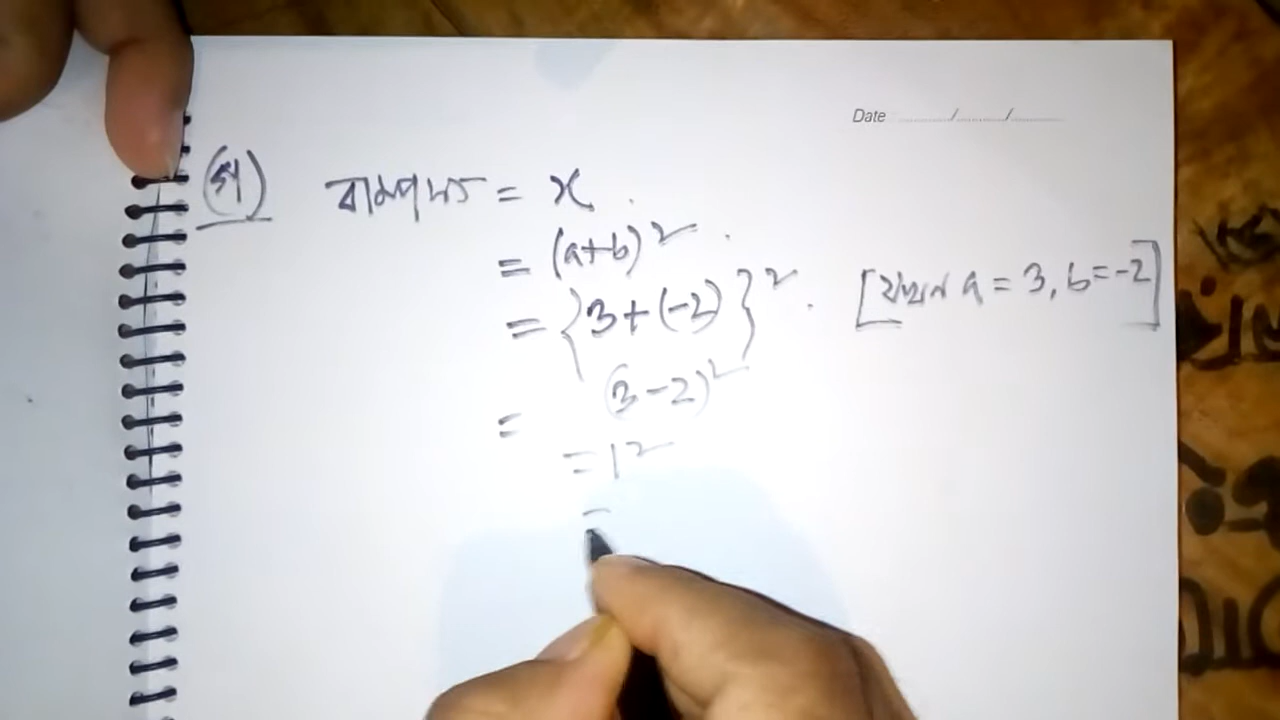 Date ............/............/............
(গ) বামপক্ষ = x
= (a+b)²
= {3+(-2)}² [যখন a = 3, b = -2]
= (3-2)²
= 1²
=